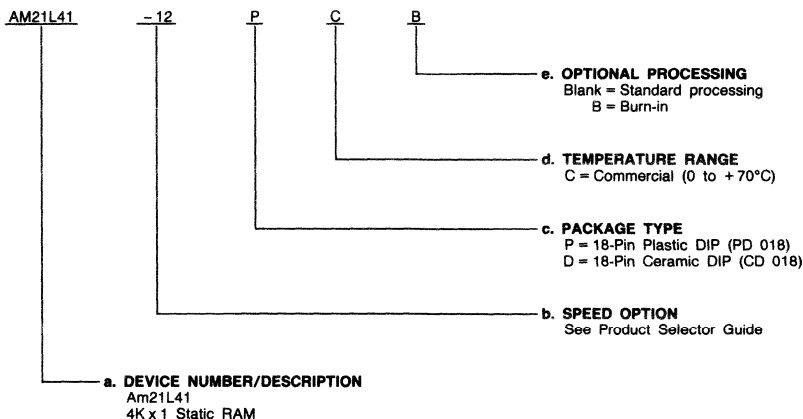 AM21L41 -12 P C B
e. OPTIONAL PROCESSING
Blank = Standard processing
B = Burn-in
d. TEMPERATURE RANGE
C = Commercial (0 to +70°C)
c. PACKAGE TYPE
P = 18-Pin Plastic DIP (PD 018)
D = 18-Pin Ceramic DIP (CD 018)
b. SPEED OPTION
See Product Selector Guide
a. DEVICE NUMBER/DESCRIPTION
Am21L41
4K x 1 Static RAM